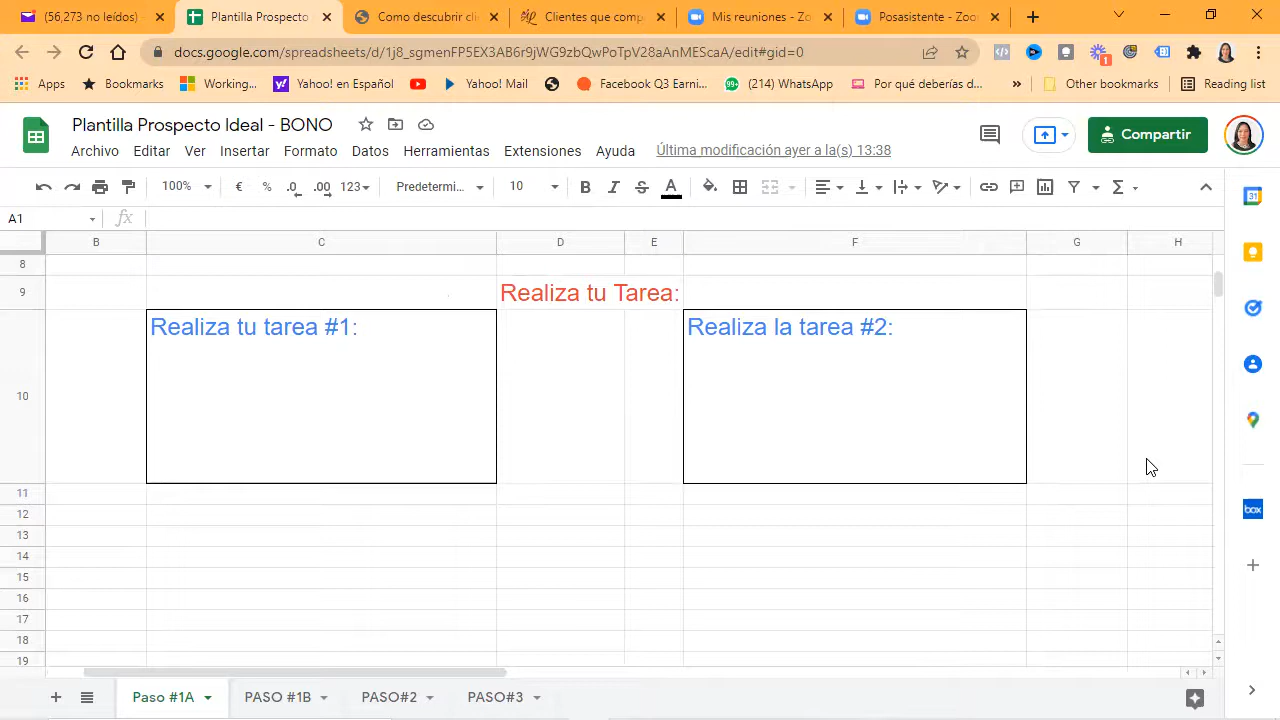 (56,273 no leídos)
Plantilla Prospecto
Como descubrir cli
Clientes que comp
Mis reuniones - Zo
Posasistente - Zoo
docs.google.com/spreadsheets/d/1j8_sgmenFP5EX3AB6r9jWG9zbQwPoTpV28aAnMEScaA/edit#gid=0
Apps
Bookmarks
Working...
Yahoo! en Español
Yahoo! Mail
Facebook Q3 Earni...
(214) WhatsApp
Por qué deberías d...
Other bookmarks
Reading list
Plantilla Prospecto Ideal - BONO
Compartir
Archivo Editar Ver Insertar Formato Datos Herramientas Extensiones Ayuda Última modificación ayer a la(s) 13:38
100% € % .0 .00 123 Predetermi... 10 B I S A Σ
A1 fx
B C D E F G H
8
9 Realiza tu Tarea:
Realiza tu tarea #1: Realiza la tarea #2:
10
11
12
13
14
15
16
17
18
19
Paso #1A PASO #1B PASO#2 PASO#3
31
box